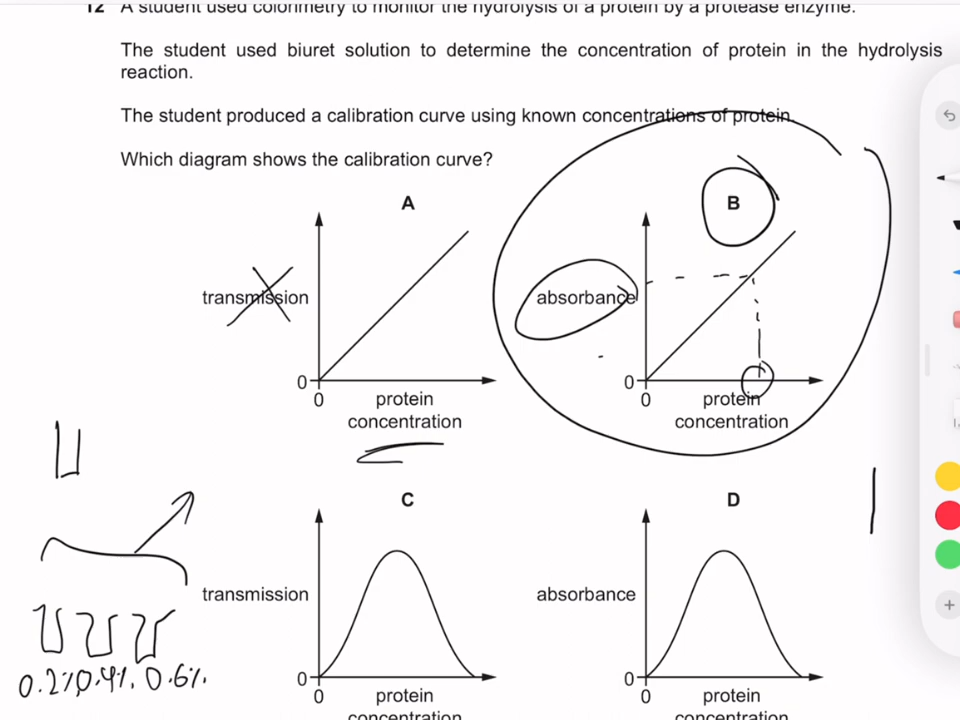 12 A student used colorimetry to monitor the hydrolysis of a protein by a protease enzyme.
The student used biuret solution to determine the concentration of protein in the hydrolysis
reaction.
The student produced a calibration curve using known concentrations of protein.
Which diagram shows the calibration curve?
A
B
transmission
absorbance
0
0
0
protein
concentration
0
protein
concentration
C
D
transmission
absorbance
0
0
0
protein
concentration
0
protein
concentration
0.2% 0.4% 0.6%.